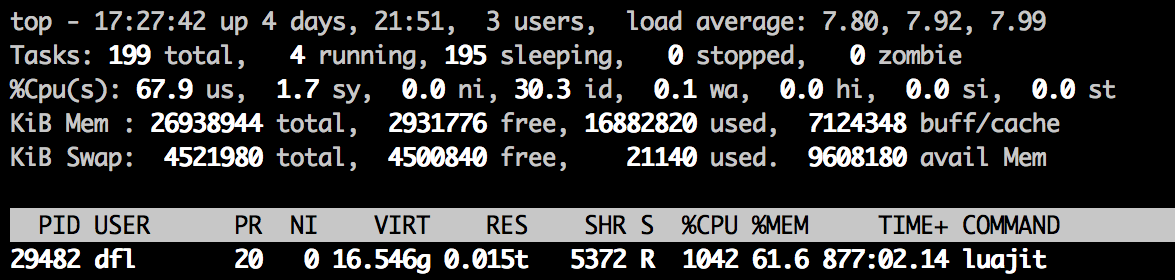 top - 17:27:42 up 4 days, 21:51,  3 users,  load average: 7.80, 7.92, 7.99
Tasks: 199 total,   4 running, 195 sleeping,   0 stopped,   0 zombie
%Cpu(s): 67.9 us,  1.7 sy,  0.0 ni, 30.3 id,  0.1 wa,  0.0 hi,  0.0 si,  0.0 st
KiB Mem : 26938944 total,  2931776 free, 16882820 used,  7124348 buff/cache
KiB Swap:  4521980 total,  4500840 free,    21140 used.  9608180 avail Mem
PID USER      PR  NI    VIRT    RES    SHR S  %CPU %MEM     TIME+ COMMAND
29482 dfl       20   0 16.546g 0.015t   5372 R  1042 61.6 877:02.14 luajit